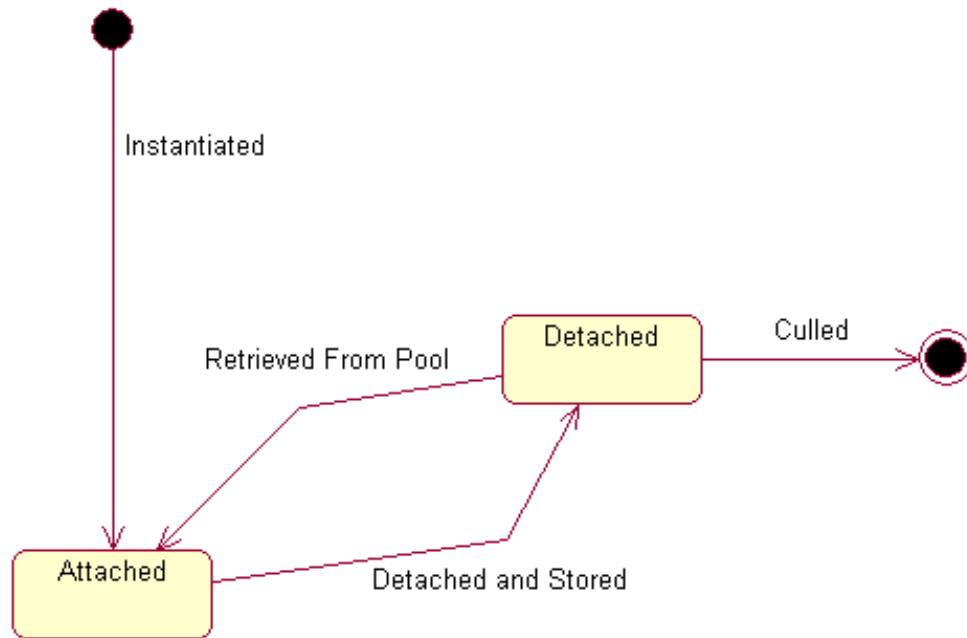 Instantiated
Detached
Culled
Retrieved From Pool
Attached
Detached and Stored